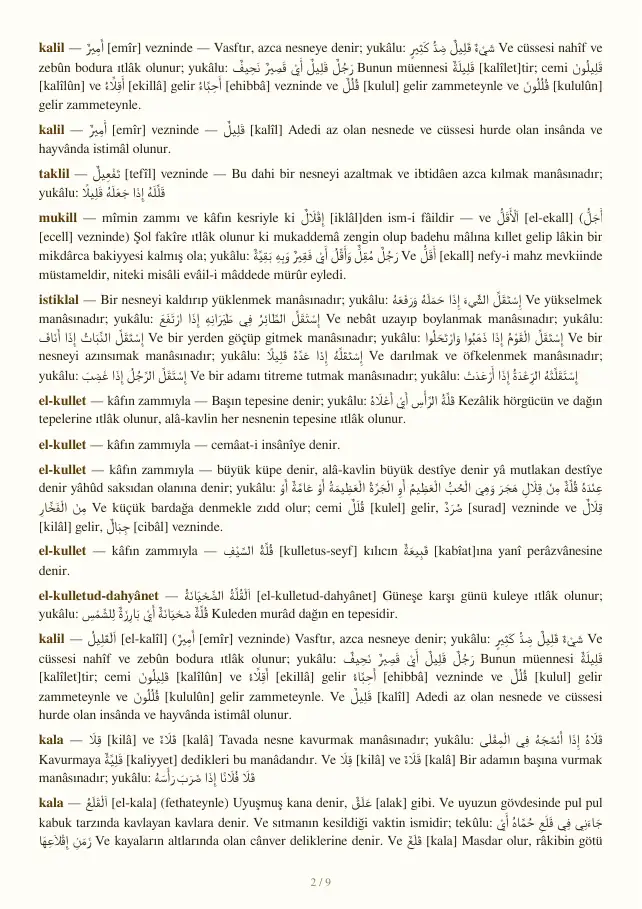 kalil — أَمِيرٌ [emîr] vezninde — Vasftır, azca nesneye denir; yukâlu: شَيْءٌ قَلِيلٌ ضِدُّ كَثِيرٍ Ve cüssesi nahîf ve
zebûn bodura ıtlâk olunur; yukâlu: رَجُلٌ قَلِيلٌ أَيْ قَصِيرٌ نَحِيفٌ Bunun müennesi قَلِيلَةٌ [kalîlet]tir; cemi قَلِيلُونَ
[kalîlûn] ve أَقِلَّاءُ [ekillâ] gelir أَحِبَّاءُ [ehibbâ] vezninde ve قُلُلٌ [kulul] gelir zammeteynle ve قُلُلُونَ [kululûn]
gelir zammeteynle.
kalil — أَمِيرٌ [emîr] vezninde — قَلِيلٌ [kalîl] Adedi az olan nesnede ve cüssesi hurde olan insânda ve
hayvânda istimâl olunur.
taklil — تَفْعِيلٌ [tefîl] vezninde — Bu dahi bir nesneyi azaltmak ve ibtidâen azca kılmak manâsınadır;
yukâlu: قَلَّلَهُ إِذَا جَعَلَهُ قَلِيلًا
mukill — mîmin zammı ve kâfın kesriyle ki إِقْلَالٌ [iklâl]den ism-i fâildir — ve اَلْأَقَلُّ [el-ekall] (أَجَلُّ
[ecell] vezninde) Şol fakîre ıtlâk olunur ki mukaddemâ zengin olup badehu mâlına kıllet gelip lâkin bir
mikdârca bakiyyesi kalmış ola; yukâlu: رَجُلٌ مُقِلٌّ وَأَقَلُّ أَيْ فَقِيرٌ وَبِهِ بَقِيَّةٌ Ve أَقَلُّ [ekall] nefy-i mahz mevkiinde
müstameldir, niteki misâli evâil-i mâddede mürûr eyledi.
istiklal — Bir nesneyi kaldırıp yüklenmek manâsınadır; yukâlu: إِسْتَقَلَّ الشَّيْءَ إِذَا حَمَلَهُ وَرَفَعَهُ Ve yükselmek
manâsınadır; yukâlu: إِسْتَقَلَّ الطَّائِرُ فِي طَيَرَانِهِ إِذَا ارْتَفَعَ Ve nebât uzayıp boylanmak manâsınadır; yukâlu:
إِسْتَقَلَّ النَّبَاتُ إِذَا أَنَافَ Ve bir yerden göçüp gitmek manâsınadır; yukâlu: إِسْتَقَلَّ الْقَوْمُ إِذَا ذَهَبُوا وَارْتَحَلُوا Ve bir
nesneyi azınsımak manâsınadır; yukâlu: إِسْتَقَلَّهُ إِذَا عَدَّهُ قَلِيلًا Ve darılmak ve öfkelenmek manâsınadır;
yukâlu: إِسْتَقَلَّ الرَّجُلُ إِذَا غَضِبَ Ve bir adamı titreme tutmak manâsınadır; yukâlu: إِسْتَقَلَّتْهُ الرِّعْدَةُ إِذَا أَرْعَدَتْ
el-kullet — kâfın zammıyla — Başın tepesine denir; yukâlu: قُلَّةُ الرَّأْسِ أَيْ أَعْلَاهُ Kezâlik hörgücün ve dağın
tepelerine ıtlâk olunur, alâ-kavlin her nesnenin tepesine ıtlâk olunur.
el-kullet — kâfın zammıyla — cemâat-i insânîye denir.
el-kullet — kâfın zammıyla — büyük küpe denir, alâ-kavlin büyük destîye denir yâ mutlakan destîye
denir yâhûd saksıdan olanına denir; yukâlu: عِنْدَهُ قُلَّةٌ مِنْ قِلَالِ هَجَرَ وَهِيَ الْحُبُّ الْعَظِيمُ أَوِ الْجَرَّةُ الْعَظِيمَةُ أَوْ عَامَّةً أَوْ
مِنَ الْفَخَّارِ Ve küçük bardağa denmekle zıdd olur; cemi قُلَلٌ [kulel] gelir, صُرَدٌ [surad] vezninde ve قِلَالٌ
[kilâl] gelir, جِبَالٌ [cibâl] vezninde.
el-kullet — kâfın zammıyla — قُلَّةُ السَّيْفِ [kulletus-seyf] kılıcın قَبِيعَةٌ [kabîat]ına yanî perâzvânesine
denir.
el-kulletud-dahyânet — اَلْقُلَّةُ الضَّحْيَانَةُ [el-kulletud-dahyânet] Güneşe karşı günü kuleye ıtlâk olunur;
yukâlu: قُلَّةٌ ضَحْيَانَةٌ أَيْ بَارِزَةٌ لِلشَّمْسِ Kuleden murâd dağın en tepesidir.
kalil — اَلْقَلِيلُ [el-kalîl] (أَمِيرٌ [emîr] vezninde) Vasftır, azca nesneye denir; yukâlu: شَيْءٌ قَلِيلٌ ضِدُّ كَثِيرٍ Ve
cüssesi nahîf ve zebûn bodura ıtlâk olunur; yukâlu: رَجُلٌ قَلِيلٌ أَيْ قَصِيرٌ نَحِيفٌ Bunun müennesi قَلِيلَةٌ
[kalîlet]tir; cemi قَلِيلُونَ [kalîlûn] ve أَقِلَّاءُ [ekillâ] gelir أَحِبَّاءُ [ehibbâ] vezninde ve قُلُلٌ [kulul] gelir
zammeteynle ve قُلُلُونَ [kululûn] gelir zammeteynle. Ve قَلِيلٌ [kalîl] Adedi az olan nesnede ve cüssesi
hurde olan insânda ve hayvânda istimâl olunur.
kala — قِلَا [kilâ] ve قَلَاءٌ [kalâ] Tavada nesne kavurmak manâsınadır; yukâlu: قَلَاهُ إِذَا أَنْضَجَهُ فِي الْمِقْلَى
Kavurmaya قَلِيَّةٌ [kaliyyet] dedikleri bu manâdandır. Ve قِلَا [kilâ] ve قَلَاءٌ [kalâ] Bir adamın başına vurmak
manâsınadır; yukâlu: قَلَا فُلَانًا إِذَا ضَرَبَ رَأْسَهُ
kala — اَلْقَلَعُ [el-kala] (fethateynle) Uyuşmuş kana denir, عَلَقٌ [alak] gibi. Ve uyuzun gövdesinde pul pul
kabuk tarzında kavlayan kavlara denir. Ve sıtmanın kesildiği vaktin ismidir; tekûlu: جَاءَنِي فِي قَلَعِ حُمَّاهُ أَيْ
زَمَنِ إِقْلَاعِهَا Ve kayaların altlarından olan cânver deliklerine denir. Ve قَلَعٌ [kala] Masdar olur, râkibin götü
2 / 9